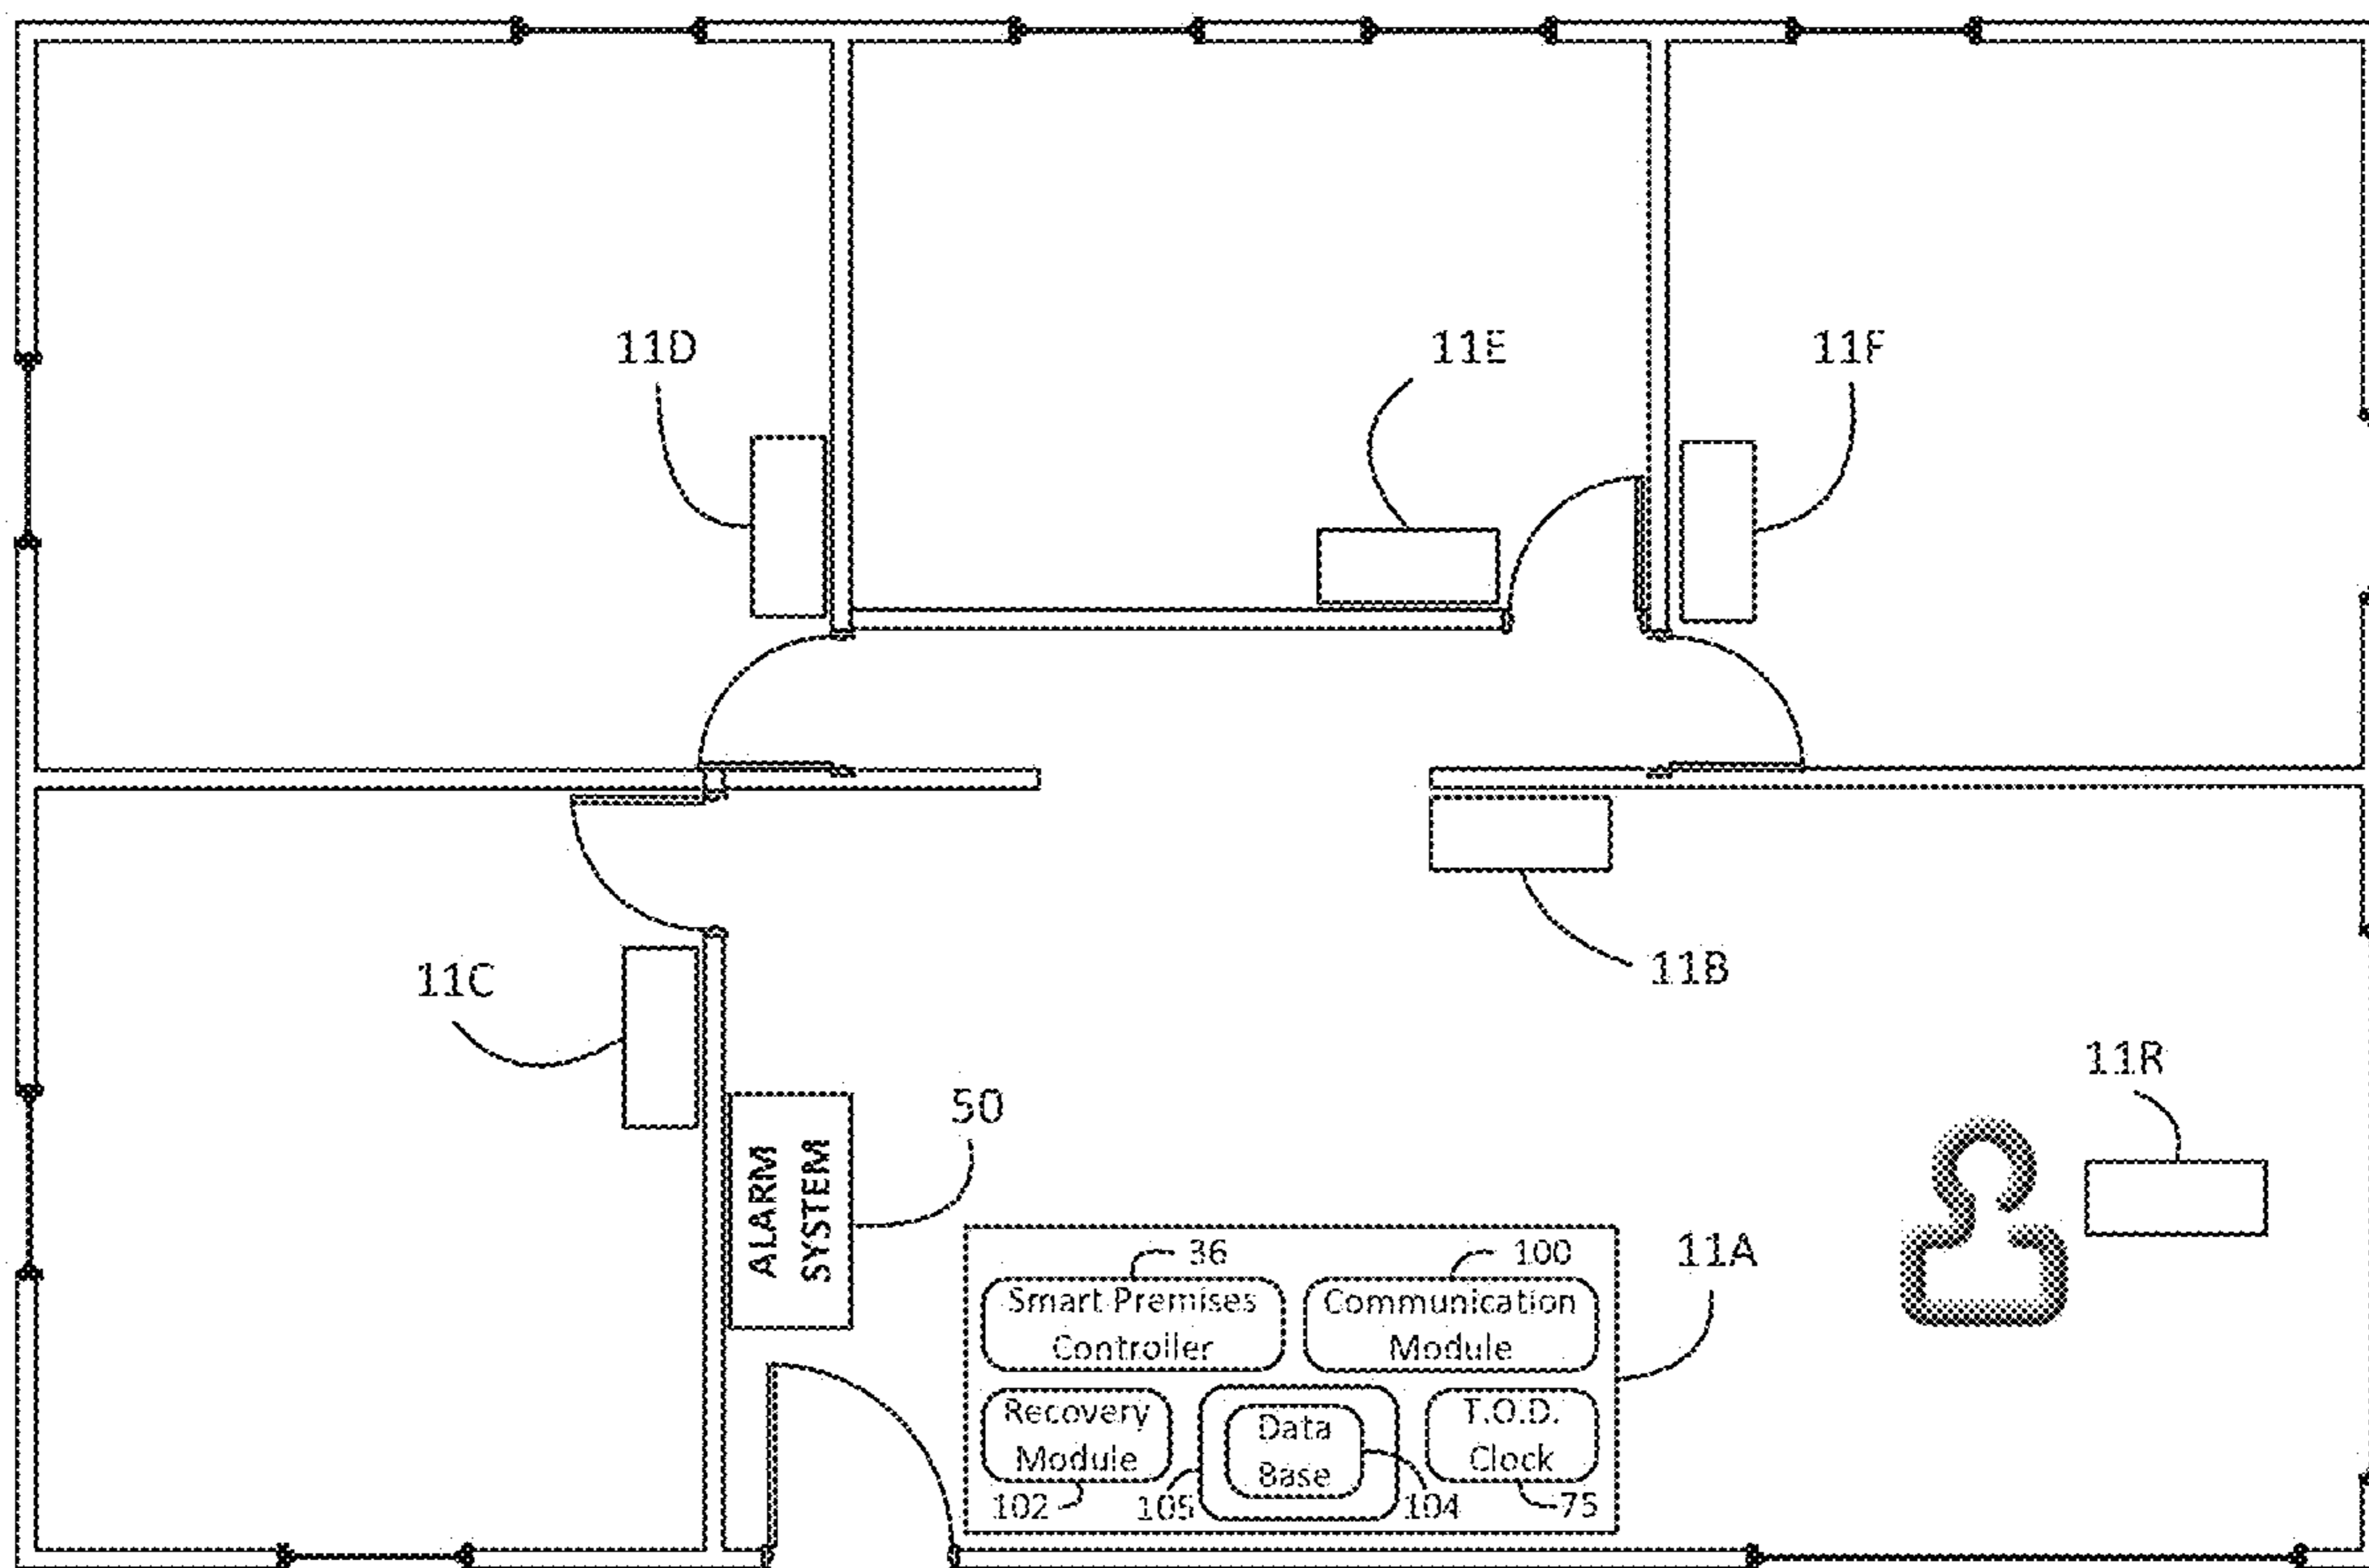 11D
11E
11F
11C
11B
50
11R
ALARM
SYSTEM
11A
36
100
Smart Premises
Controller
Communication
Module
Recovery
Module
Data
Base
T.O.D.
Clock
102
105
104
75